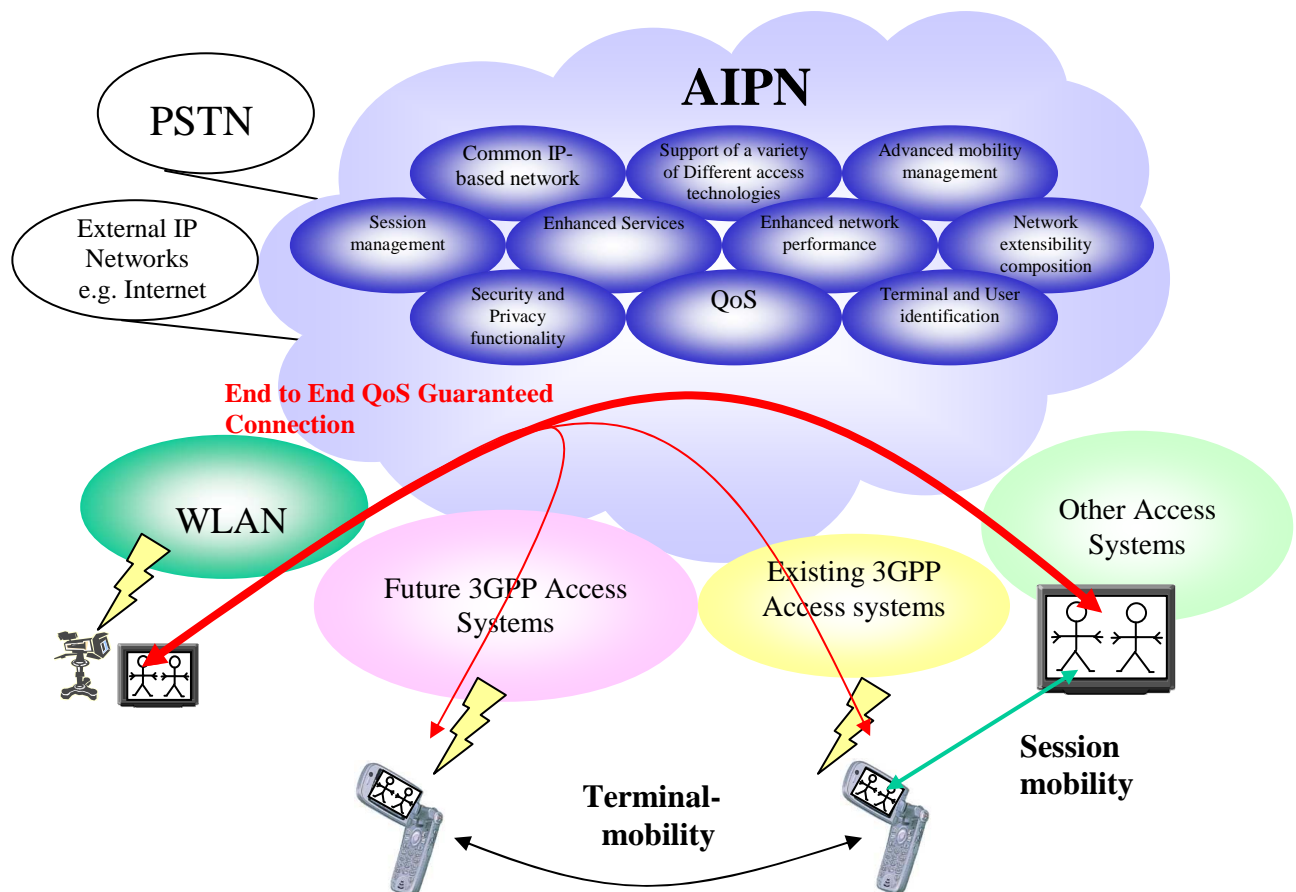 AIPN
PSTN
Common IP-
based network
Support of a variety
of Different access
technologies
Advanced mobility
management
Session
management
Enhanced Services
Enhanced network
performance
Network
extensibility
composition
External IP
Networks
e.g. Internet
Security and
Privacy
functionality
QoS
Terminal and User
identification
End to End QoS Guaranteed
Connection
WLAN
Future 3GPP Access
Systems
Existing 3GPP
Access systems
Other Access
Systems
Terminal-
mobility
Session
mobility